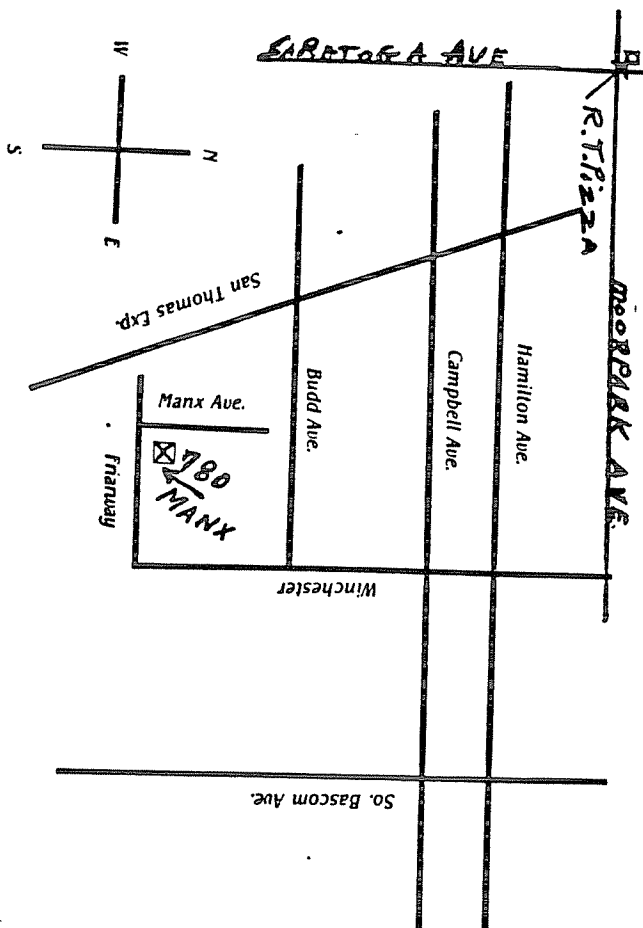 SARATOGA AVE
R.T. PizzA
MOORPARK AVE.
W
S
N
E
San Thomas Exp.
Hamilton Ave.
Campbell Ave.
Budd Ave.
Manx Ave.
780
MANX
Friarway
Winchester
So. Bascom Ave.